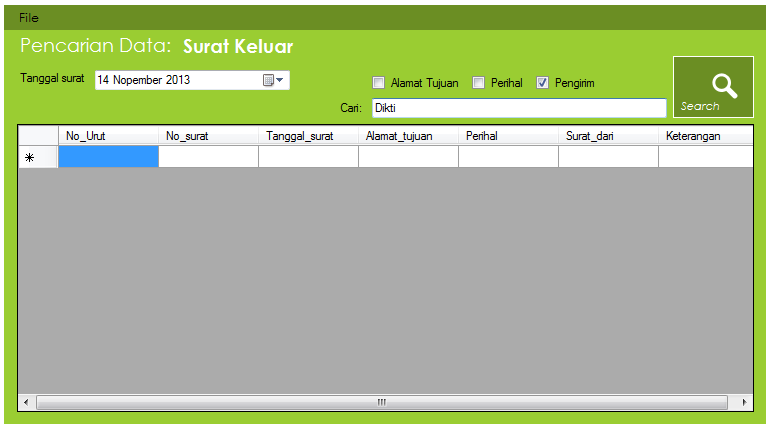 File
Pencarian Data: Surat Keluar
Tanggal surat 14 Nopember 2013
Alamat Tujuan Perihal Pengirim
Cari: Dikti
Search
No_Urut No_surat Tanggal_surat Alamat_tujuan Perihal Surat_dari Keterangan